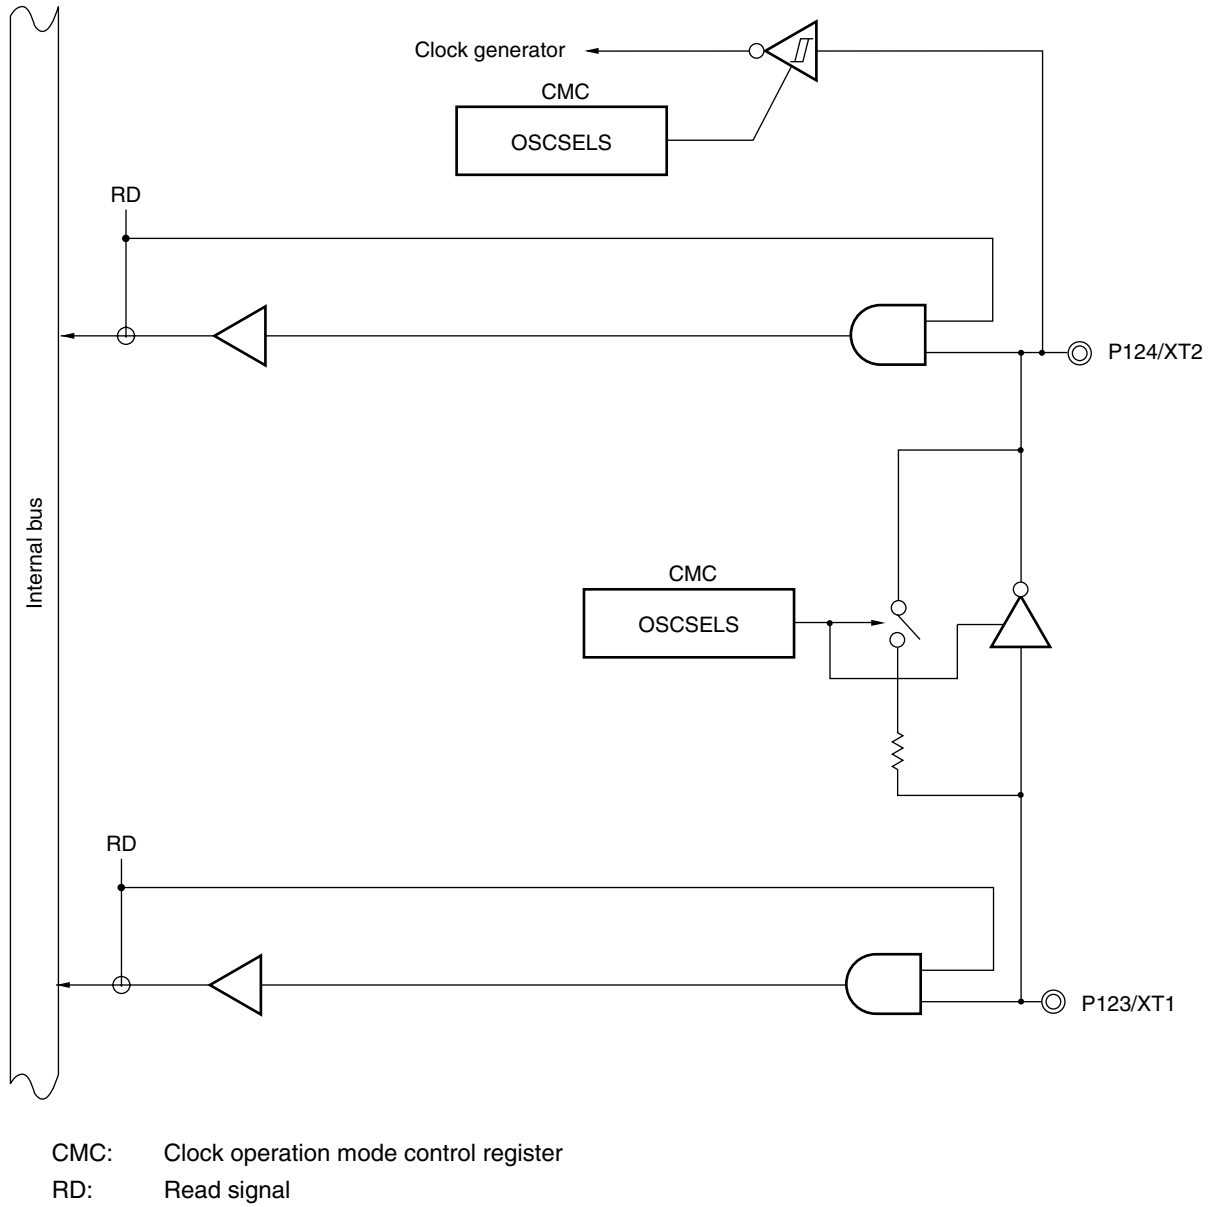 Clock generator
CMC
OSCSELS
RD
P124/XT2
Internal bus
CMC
OSCSELS
RD
P123/XT1
CMC: Clock operation mode control register
RD: Read signal